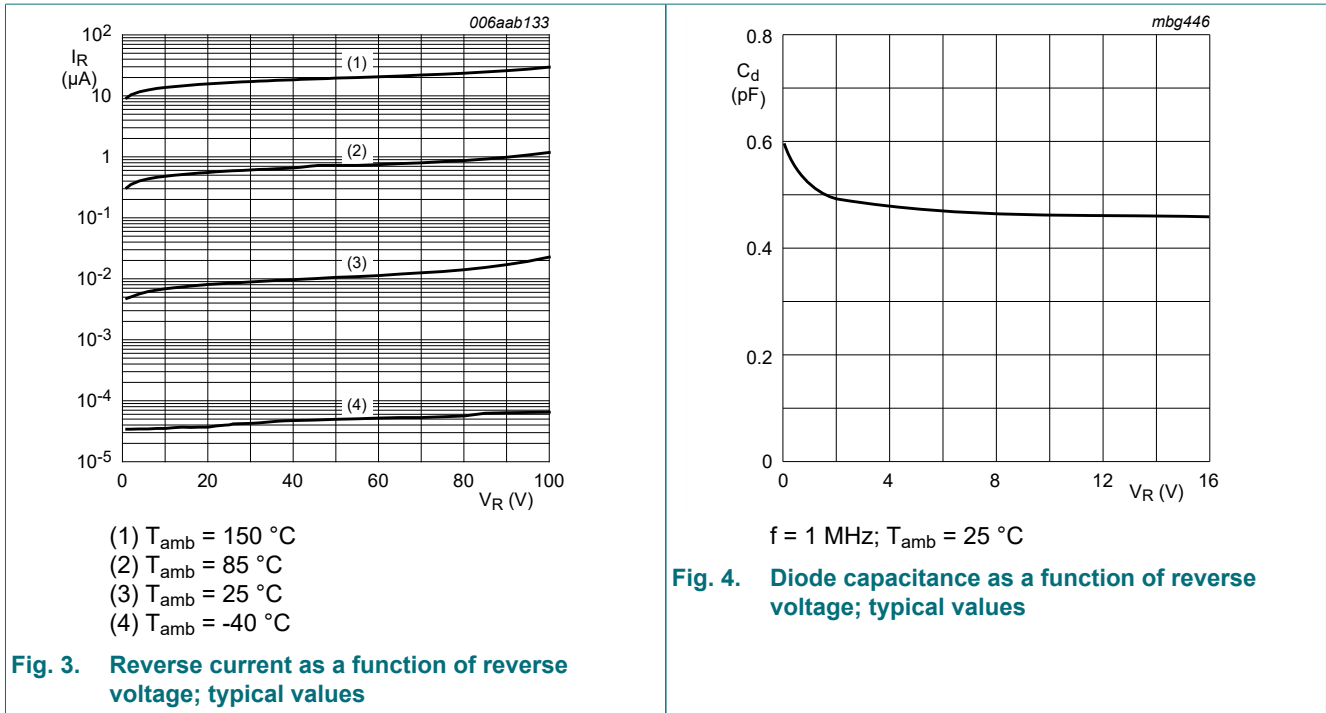 006aab133
I_R
(µA)
10²
10
1
10⁻¹
10⁻²
10⁻³
10⁻⁴
10⁻⁵
(1)
(2)
(3)
(4)
0 20 40 60 80 100
V_R (V)
(1) T_amb = 150 °C
(2) T_amb = 85 °C
(3) T_amb = 25 °C
(4) T_amb = -40 °C
Fig. 3. Reverse current as a function of reverse
voltage; typical values
mbg446
C_d
(pF)
0.8
0.6
0.4
0.2
0
0 4 8 12 16
V_R (V)
f = 1 MHz; T_amb = 25 °C
Fig. 4. Diode capacitance as a function of reverse
voltage; typical values